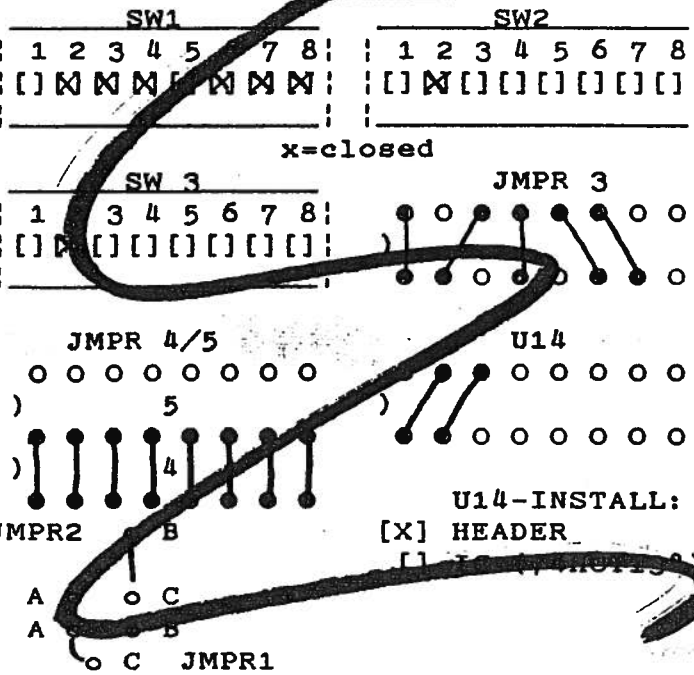 SW1
SW2
1 2 3 4 5 6 7 8
1 2 3 4 5 6 7 8
x=closed
SW 3
JMPR 3
1 3 4 5 6 7 8
JMPR 4/5
U14
5
4
U14-INSTALL:
JMPR2 B
[X] HEADER
A C
A B
C JMPR1